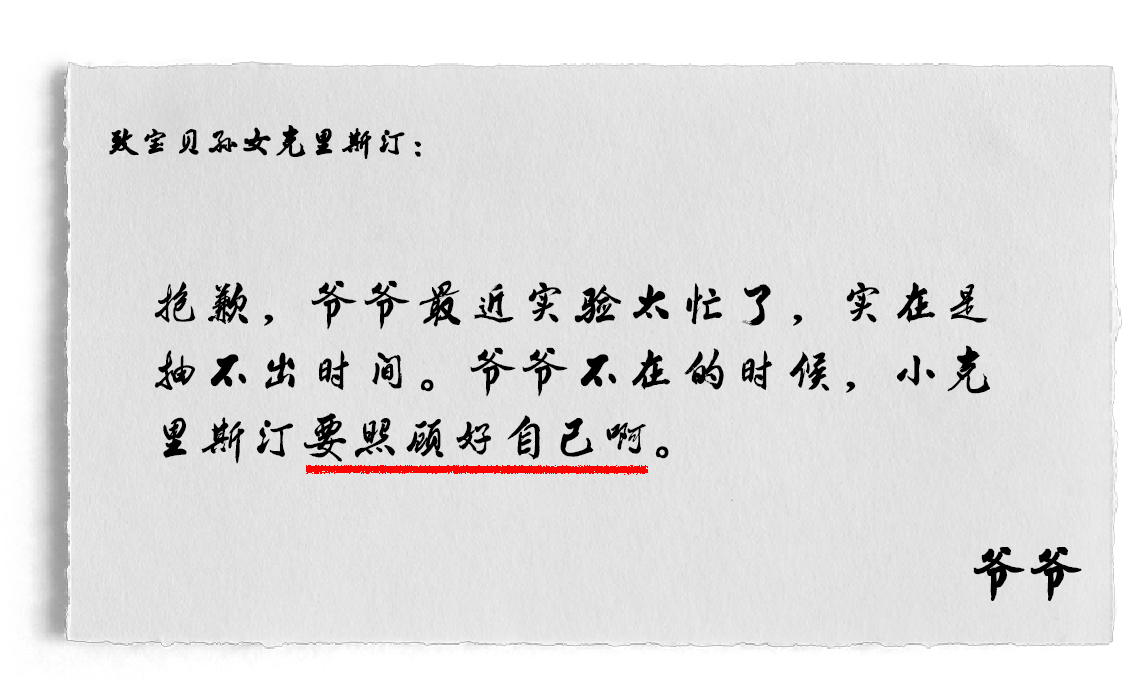 致宝贝孙女克里斯汀：
抱歉，爷爷最近实验太忙了，实在是
抽不出时间。爷爷不在的时候，小克
里斯汀要照顾好自己啊。
爷爷